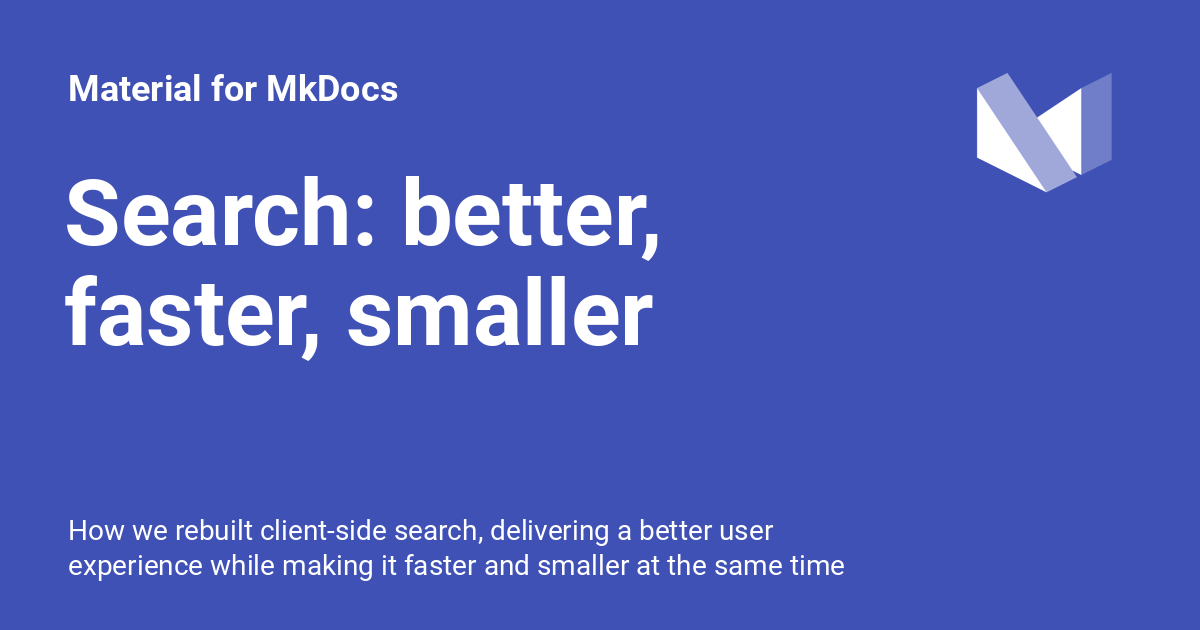 Material for MkDocs
Search: better,
faster, smaller
How we rebuilt client-side search, delivering a better user
experience while making it faster and smaller at the same time